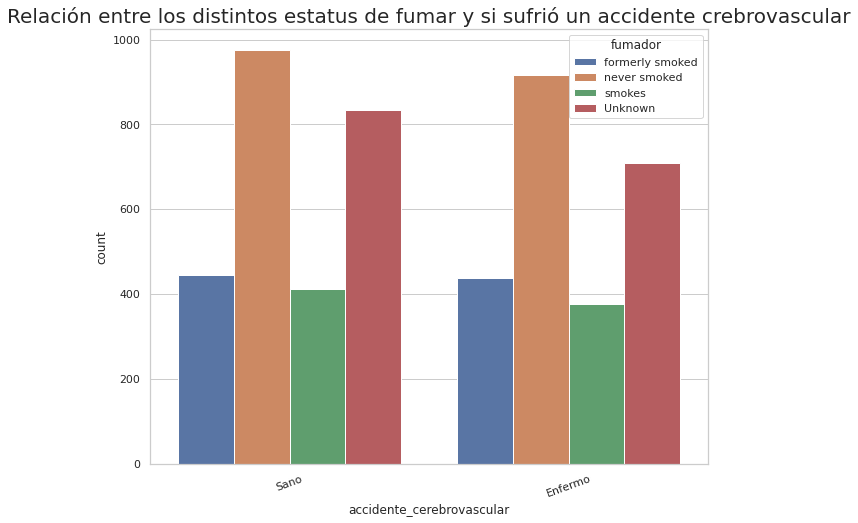 Relación entre los distintos estatus de fumar y si sufrió un accidente crebrovascular
fumador
formerly smoked
never smoked
smokes
Unknown
1000
800
600
400
200
0
count
Sano
Enfermo
accidente_cerebrovascular